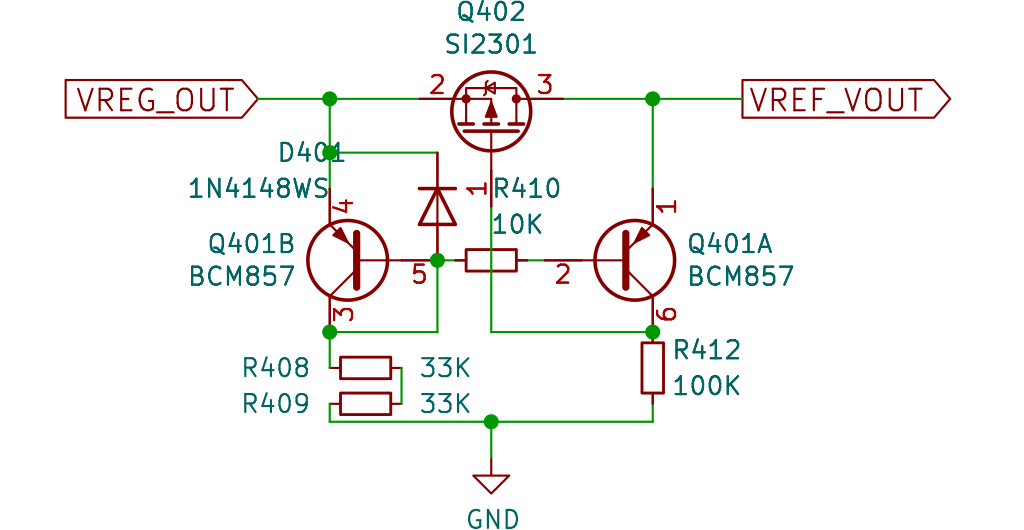 Q402
SI2301
2
3
VREG_OUT
VREF_VOUT
D401
1N4148WS
4
1
R410
1
10K
Q401B
BCM857
5
2
Q401A
BCM857
3
6
R412
100K
R408
33K
R409
33K
GND